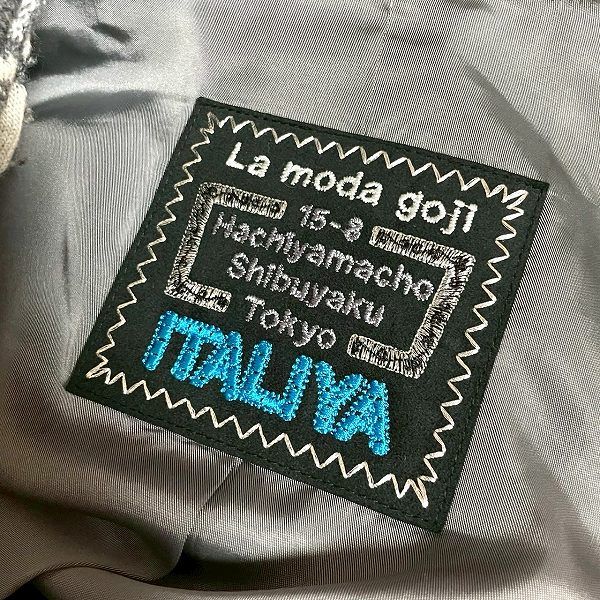 La moda goji
15-8
Hachiyamacho
Shibuyaku
Tokyo
ITALIYA